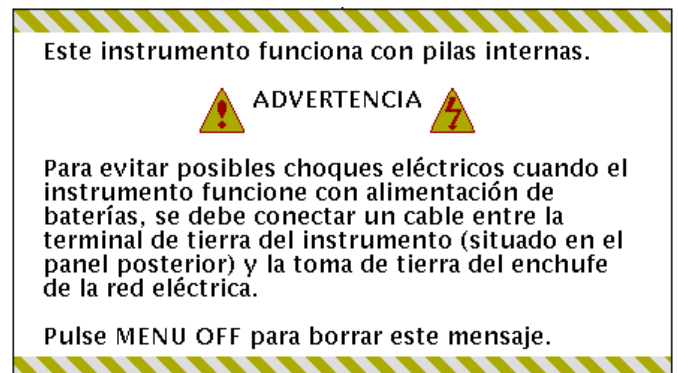 Este instrumento funciona con pilas internas.
ADVERTENCIA
Para evitar posibles choques eléctricos cuando el
instrumento funcione con alimentación de
baterías, se debe conectar un cable entre la
terminal de tierra del instrumento (situado en el
panel posterior) y la toma de tierra del enchufe
de la red eléctrica.
Pulse MENU OFF para borrar este mensaje.